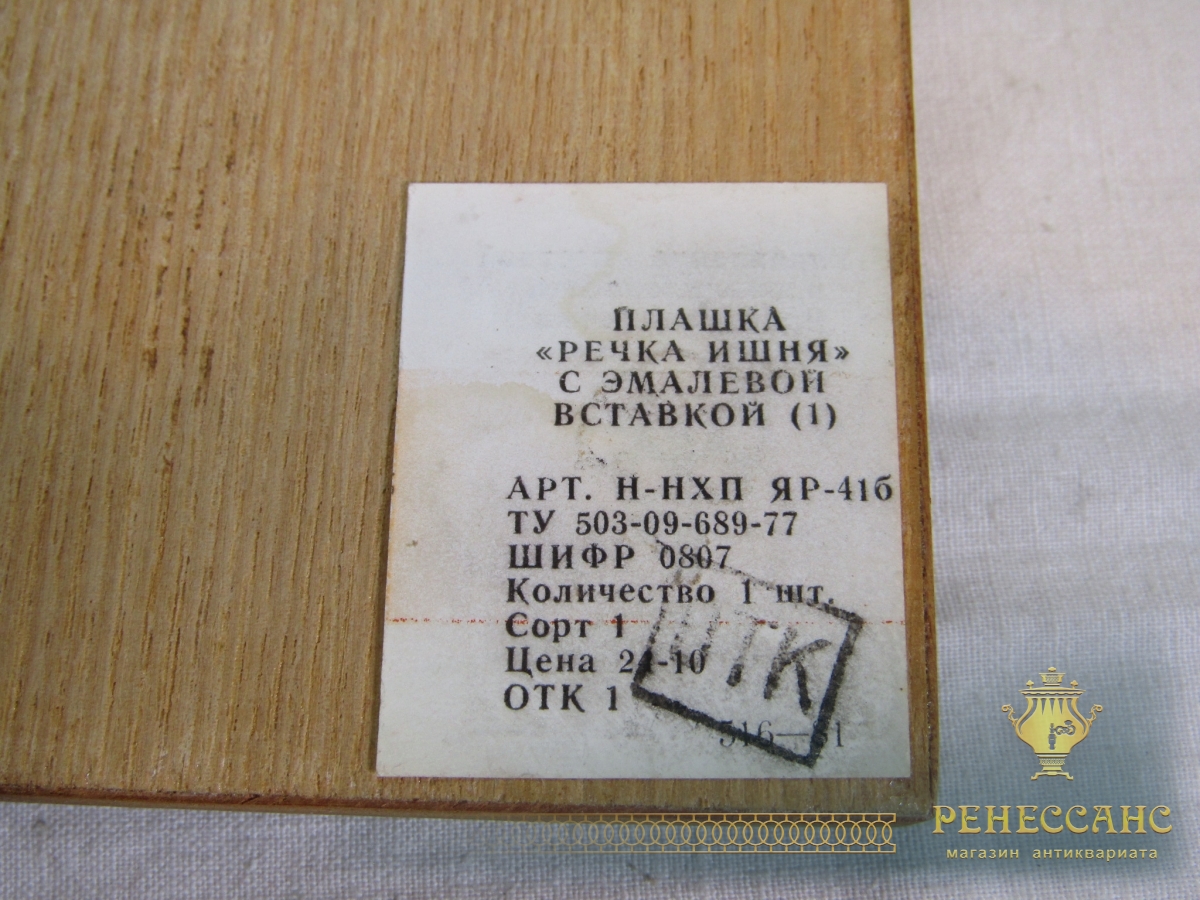 ПЛАШКА
«РЕЧКА ИШНЯ»
С ЭМАЛЕВОЙ
ВСТАВКОЙ (1)
АРТ. Н-НХП ЯР-416
ТУ 503-09-689-77
ШИФР 0807
Количество 1 шт.
Сорт 1
Цена 24-10
ОТК 1
ОТК
РЕНЕССАНС
магазин антиквариата